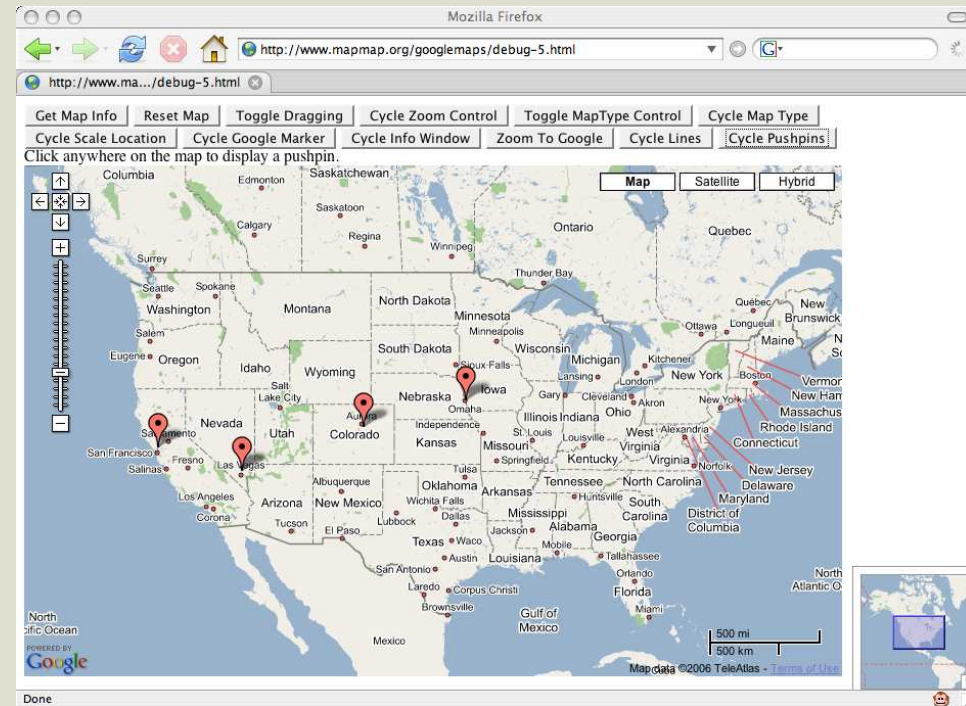 Mozilla Firefox
http://www.mapmap.org/googlemaps/debug-5.html
G
http://www.ma.../debug-5.html
Get Map Info Reset Map Toggle Dragging Cycle Zoom Control Toggle MapType Control Cycle Map Type
Cycle Scale Location Cycle Google Marker Cycle Info Window Zoom To Google Cycle Lines Cycle Pushpins
Click anywhere on the map to display a pushpin.
Map Satellite Hybrid
Columbia
Edmonton
Saskatchewan
Saskatoon
Calgary
Regina
Winnipeg
Ontario
Quebec
Surrey
Thunder Bay
Seattle
Spokane
Washington
Montana
North Dakota
Minnesota
Minneapolis
Québec
New
Brunswick
Ottawa
Longueuil
Maine
Salem
Eugene
Oregon
Idaho
Wyoming
South Dakota
Sioux Falls
Wisconsin
Michigan
Lansing
Kitchener
London
New York
Boston
Vermon
New Ham
Massachus
Rhode Island
Connecticut
Salt
Lake City
Nebraska
Iowa
Omaha
Gary
Cleveland
Akron
New York
Nevada
Utah
Colorado
Independence
Kansas
Illinois
Indiana
Ohio
St. Louis
Missouri
Springfield
Louisville
Kentucky
West
Virginia
Alexandria
Virginia
Norfolk
New Jersey
Delaware
Maryland
District of
Columbia
San Francisco
Salinas
Fresno
Las Vegas
Los Angeles
Corona
Arizona
Tucson
Albuquerque
New Mexico
El Paso
Lubbock
Tulsa
Oklahoma
Wichita Falls
Dallas
Arkansas
Tennessee
Huntsville
North Carolina
South
Carolina
Mississippi
Alabama
Georgia
Jackson
Mobile
Texas
Waco
Austin
Louisiana
Tallahassee
San Antonio
Laredo
Corpus Christi
Brownsville
Orlando
Florida
Miami
Gulf of
Mexico
Mexico
North
Atlantic O
North
ific Ocean
500 mi
500 km
POWERED BY
Google
Map data ©2006 TeleAtlas - Terms of Use
Done